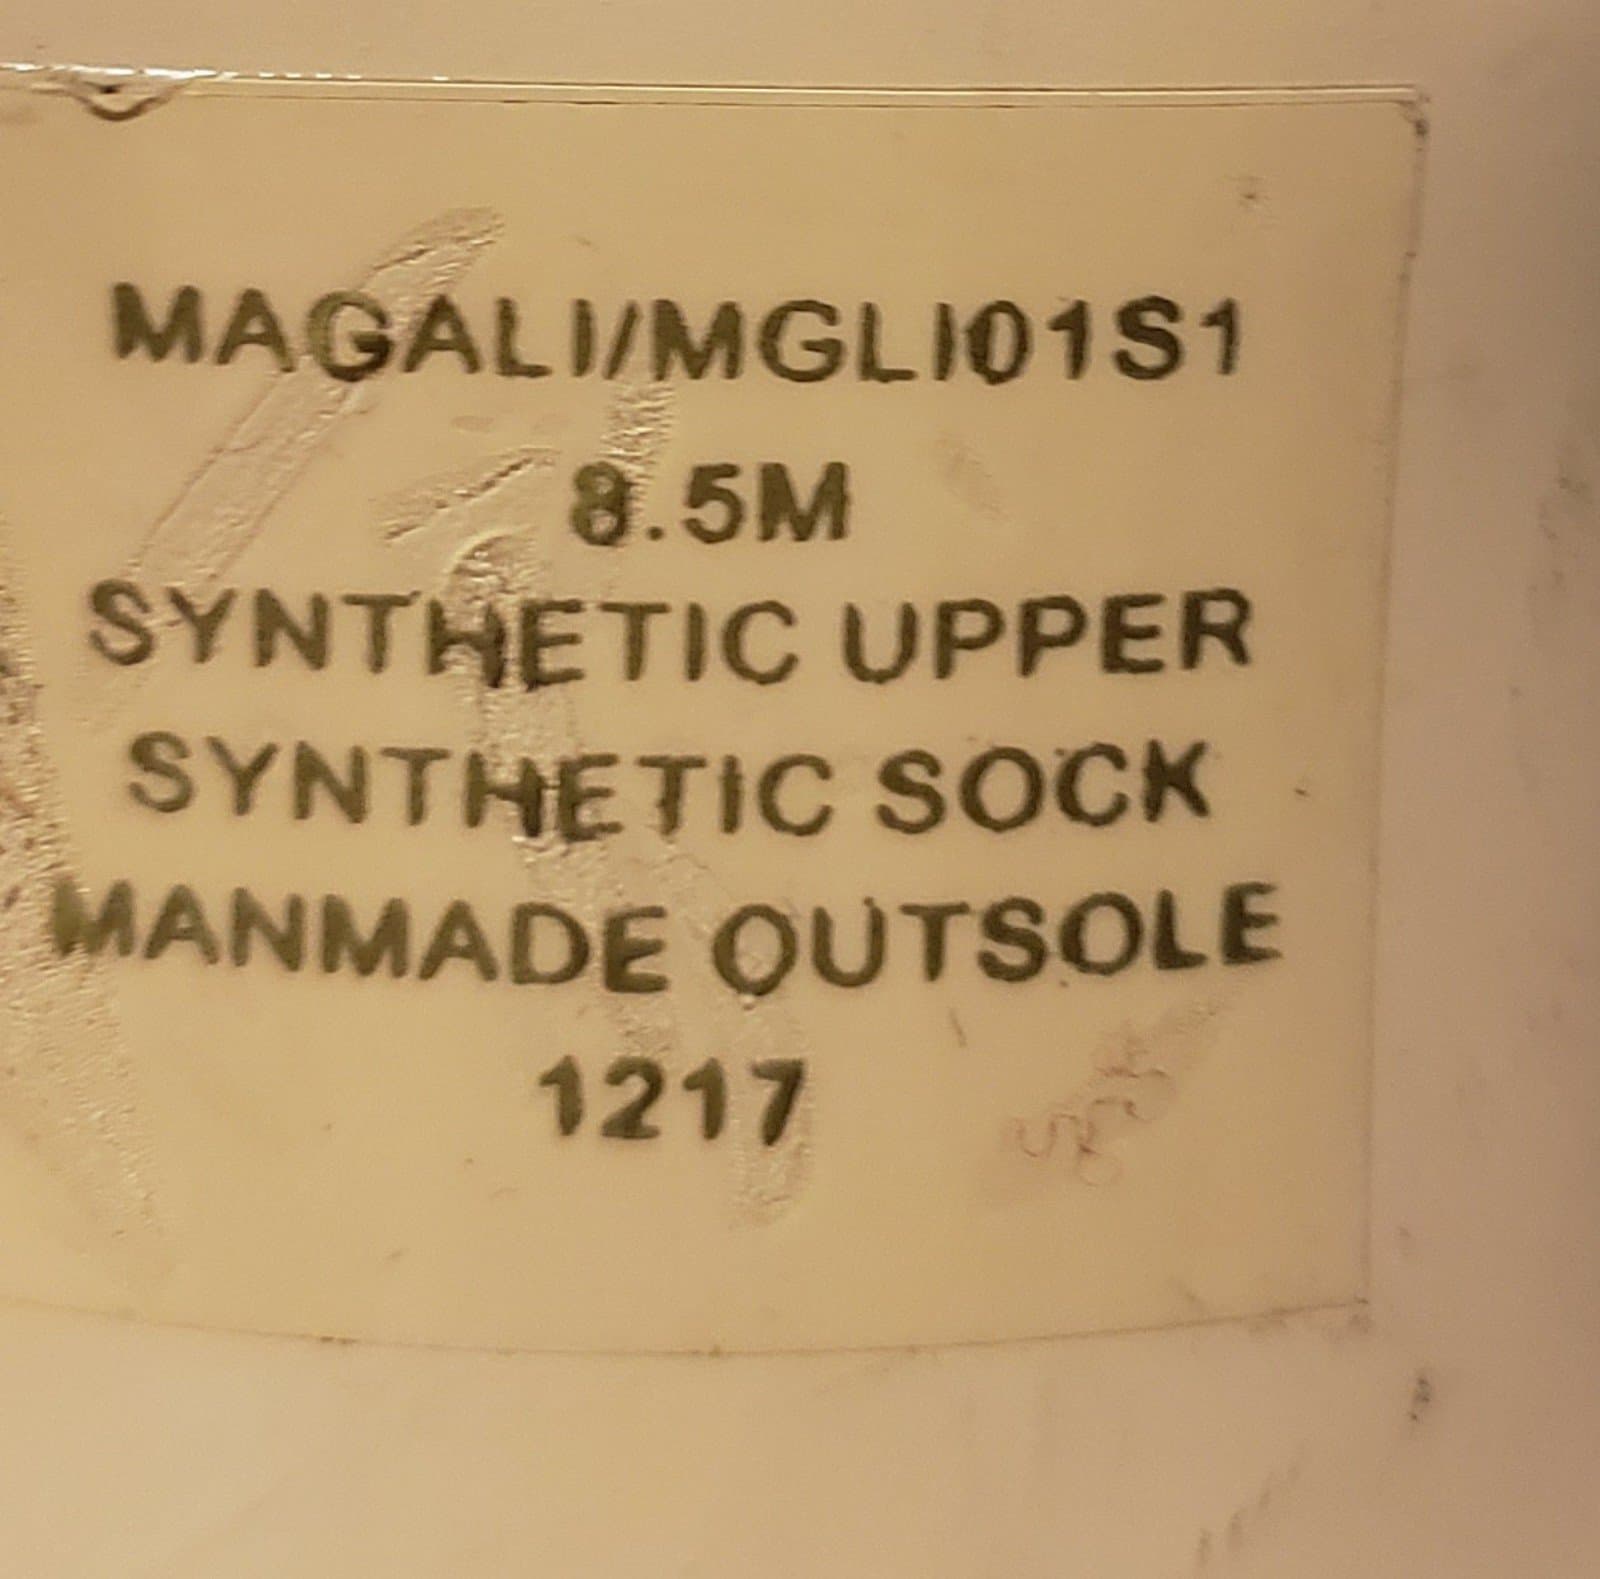 MAGALI/MGLI01S1
8.5M
SYNTHETIC UPPER
SYNTHETIC SOCK
MANMADE OUTSOLE
1217